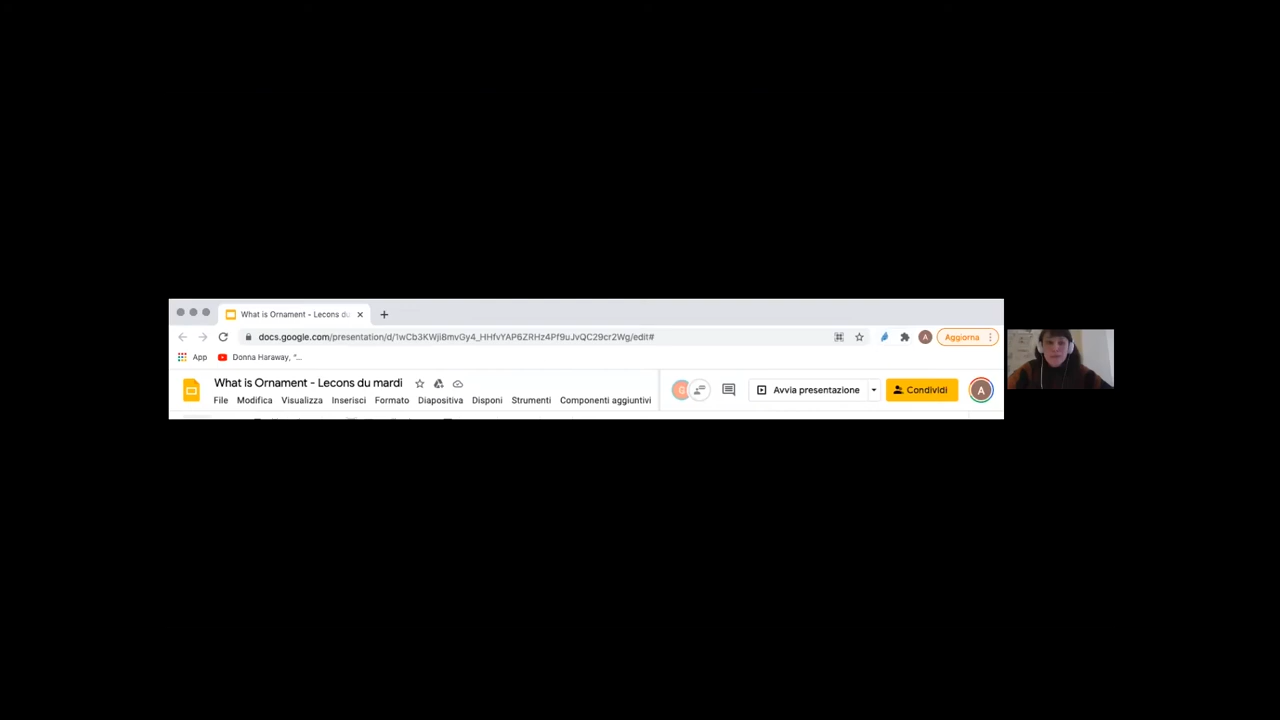 What is Ornament - Lecons du
docs.google.com/presentation/d/1wCb3KWji8mvGy4_HHfvYAP6ZRHz4Pf9uJvQC29cr2Wg/edit#
A
Aggiorna
App
Donna Haraway, "...
What is Ornament - Lecons du mardi
File Modifica Visualizza Inserisci Formato Diapositiva Disponi Strumenti Componenti aggiuntivi
G
Avvia presentazione
Condividi
A